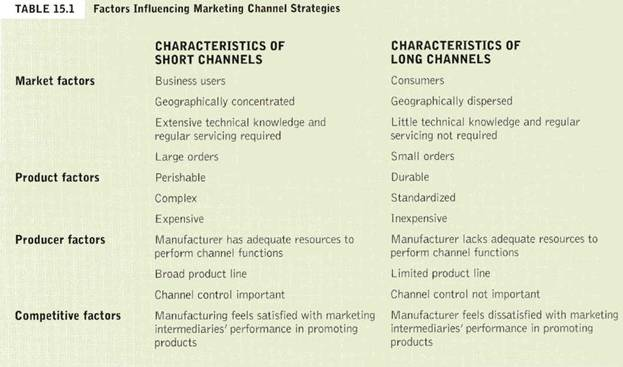 TABLE 15.1 Factors Influencing Marketing Channel Strategies
CHARACTERISTICS OF SHORT CHANNELS CHARACTERISTICS OF LONG CHANNELS
Market factors Business users Consumers
Geographically concentrated Geographically dispersed
Extensive technical knowledge and regular servicing required Little technical knowledge and regular servicing not required
Large orders Small orders
Product factors Perishable Durable
Complex Standardized
Expensive Inexpensive
Producer factors Manufacturer has adequate resources to perform channel functions Manufacturer lacks adequate resources to perform channel functions
Broad product line Limited product line
Channel control important Channel control not important
Competitive factors Manufacturing feels satisfied with marketing intermediaries' performance in promoting products Manufacturer feels dissatisfied with marketing intermediaries' performance in promoting products